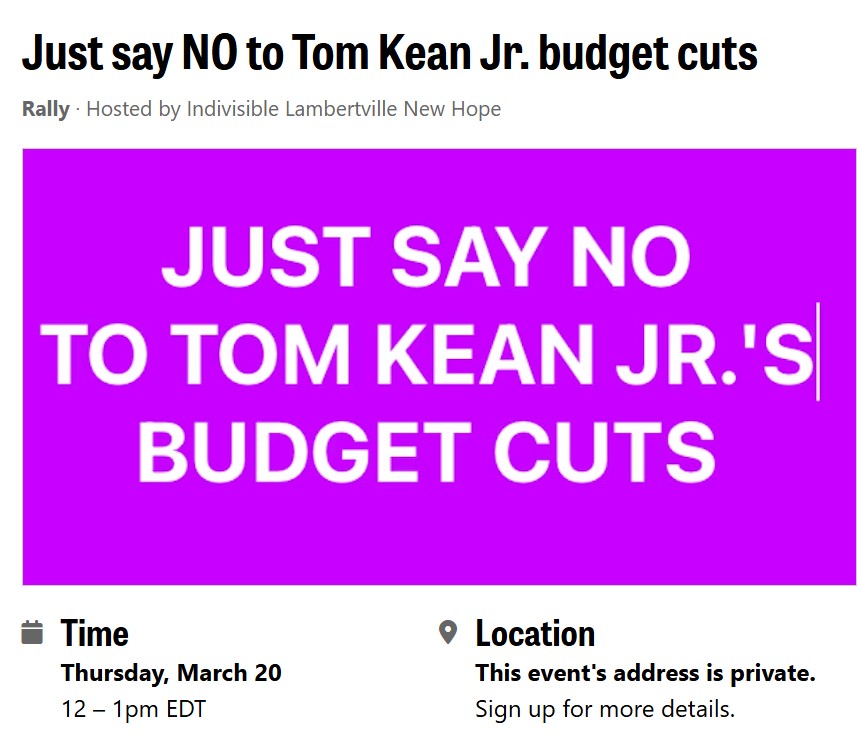 Just say NO to Tom Kean Jr. budget cuts
Rally · Hosted by Indivisible Lambertville New Hope
JUST SAY NO
TO TOM KEAN JR.'S
BUDGET CUTS
Time
Thursday, March 20
12 – 1pm EDT
Location
This event's address is private.
Sign up for more details.